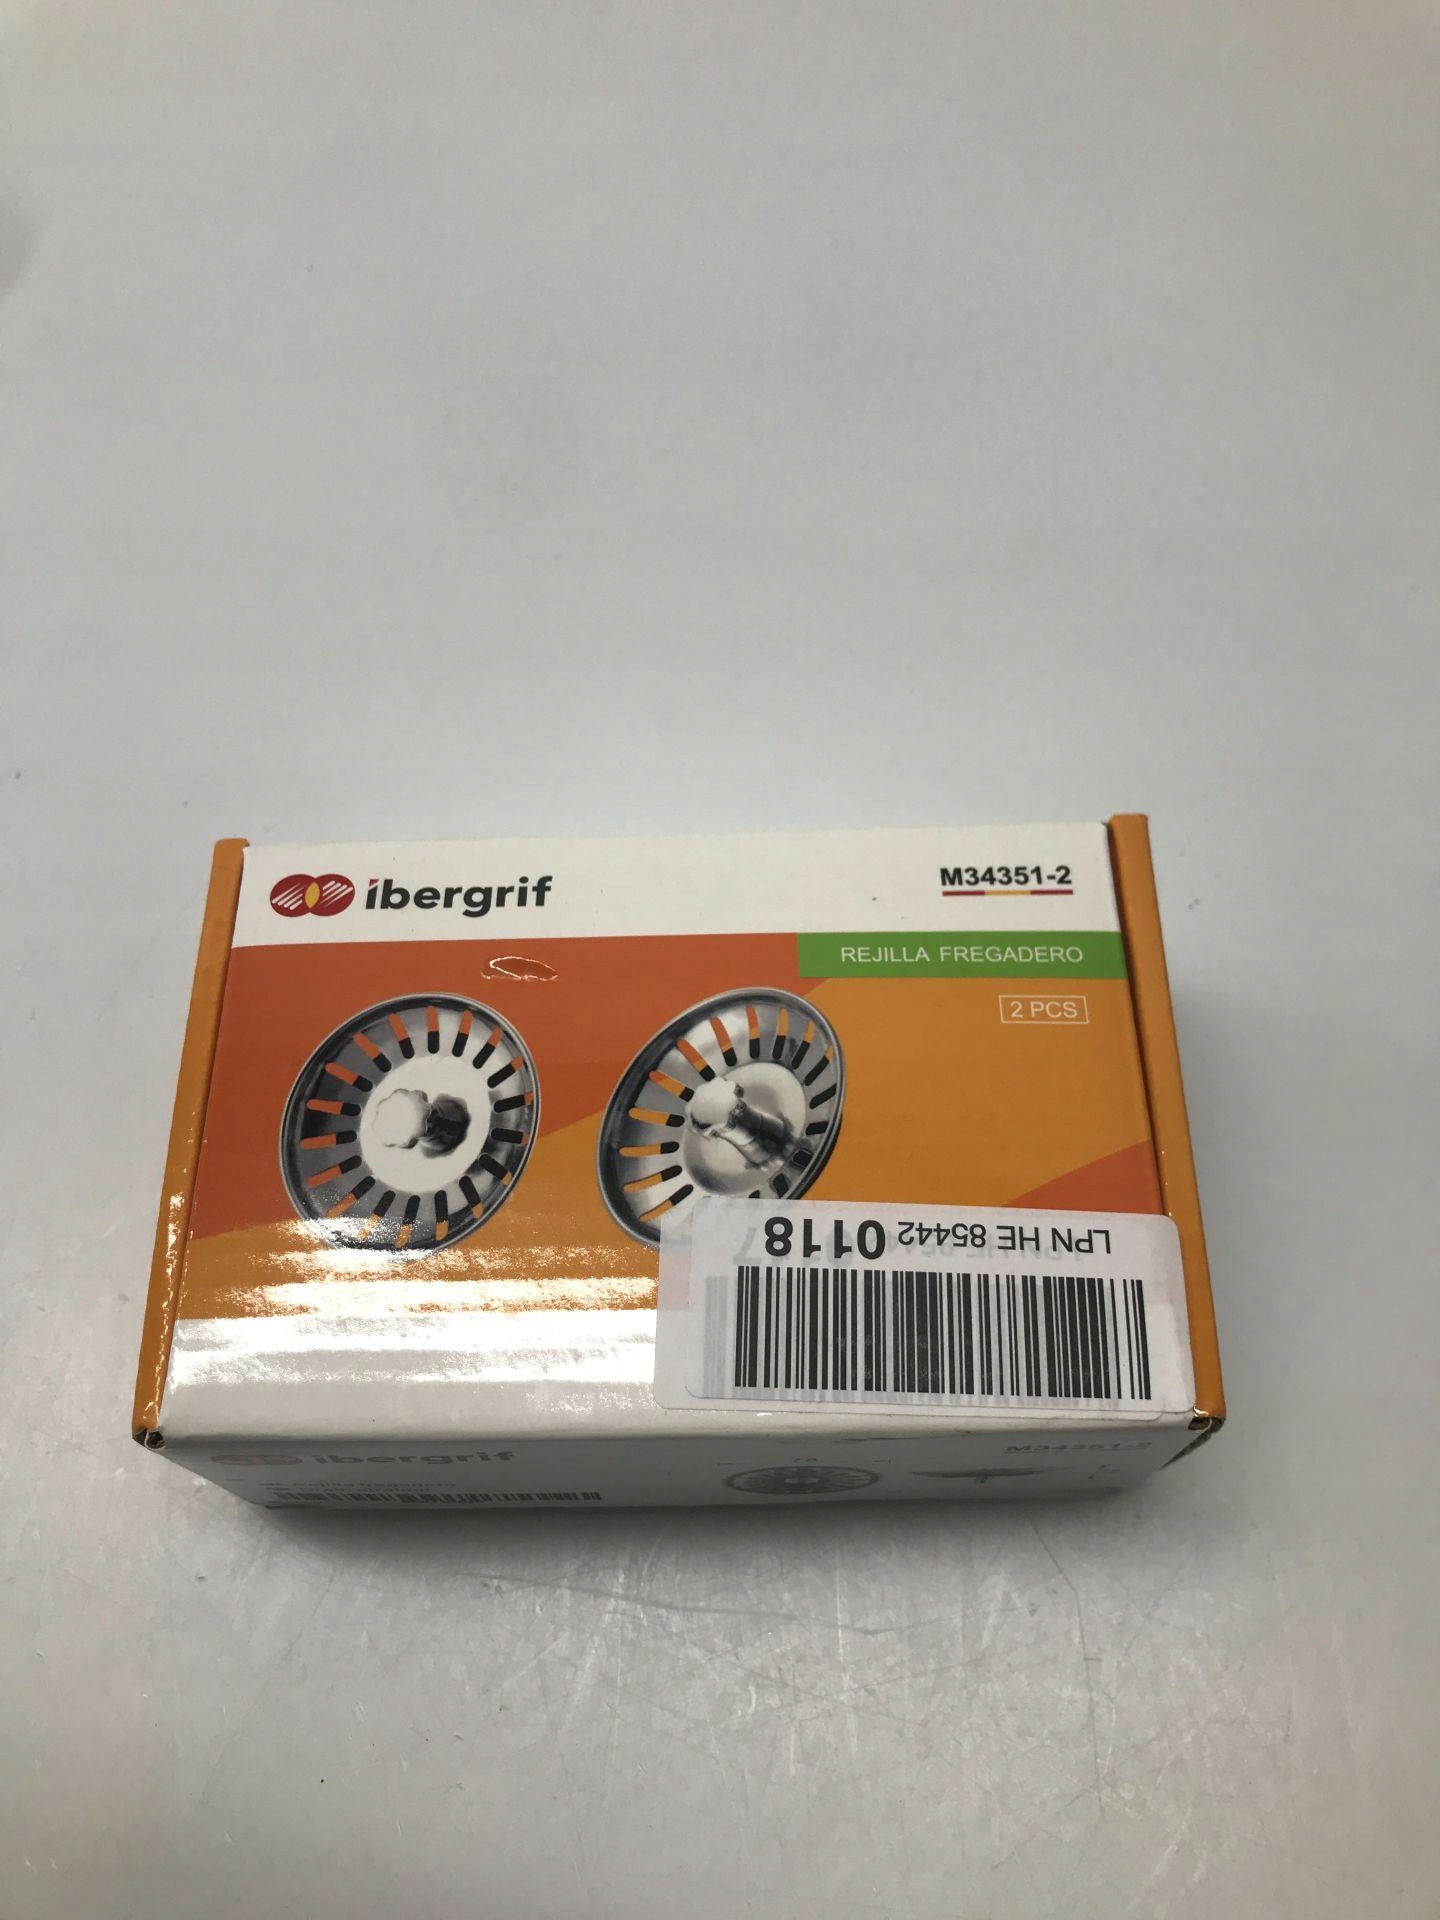 ibergrif
M34351-2
REJILLA FREGADERO
2 PCS
LPN HE 85442 0118
ibergrif
M34351-2